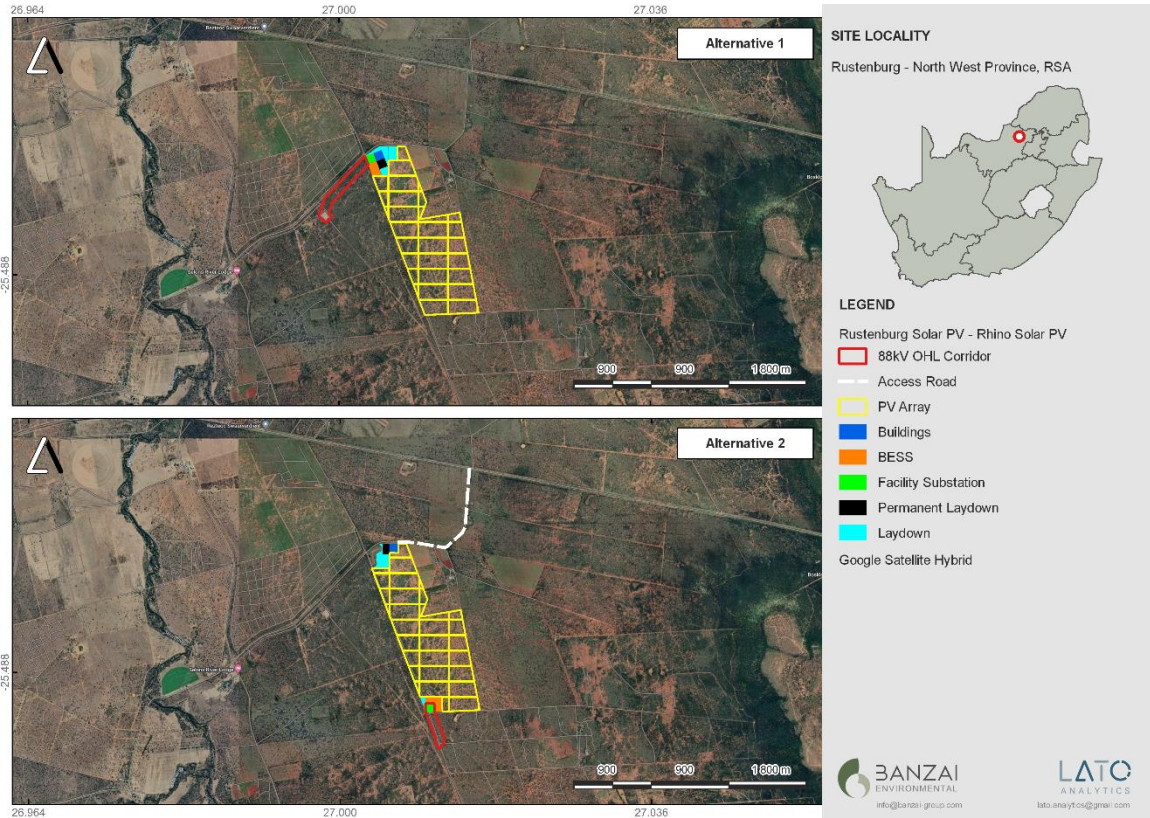 26.964
27.000
27.036
Alternative 1
-25.488
900
900
1 800 m
Alternative 2
-25.488
900
900
1 800 m
26.964
27.000
27.036
SITE LOCALITY
Rustenburg - North West Province, RSA
LEGEND
Rustenburg Solar PV - Rhino Solar PV
88kV OHL Corridor
Access Road
PV Array
Buildings
BESS
Facility Substation
Permanent Laydown
Laydown
Google Satellite Hybrid
BANZAI
ENVIRONMENTAL
info@banzai-group.com
LATO
ANALYTICS
lato.analytics@gmail.com